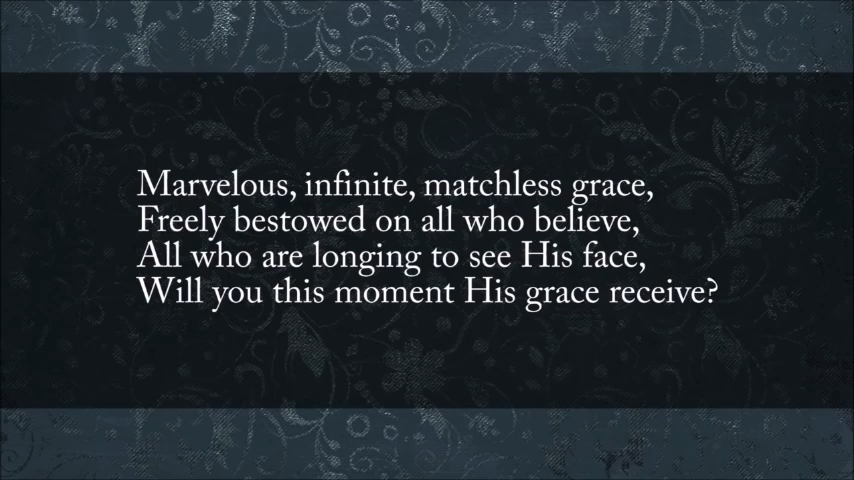 Marvelous, infinite, matchless grace,
Freely bestowed on all who believe,
All who are longing to see His face,
Will you this moment His grace receive?